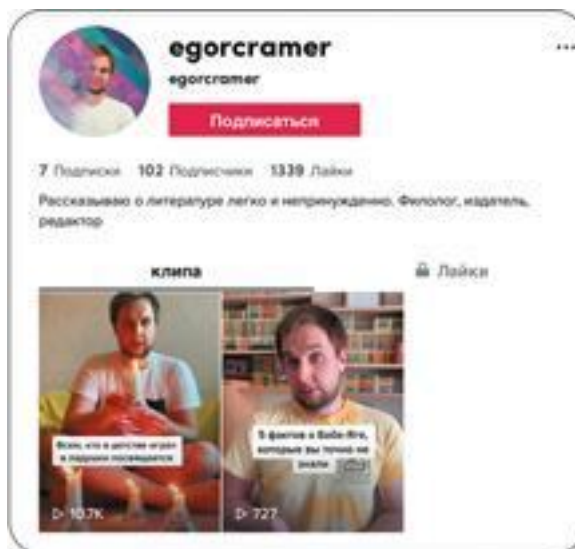 egorcramer
egorcramer
Подписаться
7 Подписки 102 Подписчики 1339 Лайки
Рассказываю о литературе легко и непринужденно. Филолог, издатель,
редактор
клипа
Лайки
Всем, кто в детстве играл
в ладушки посвящается
5 фактов о Бабе-Яге,
которые вы точно не
знали
10.7K
727